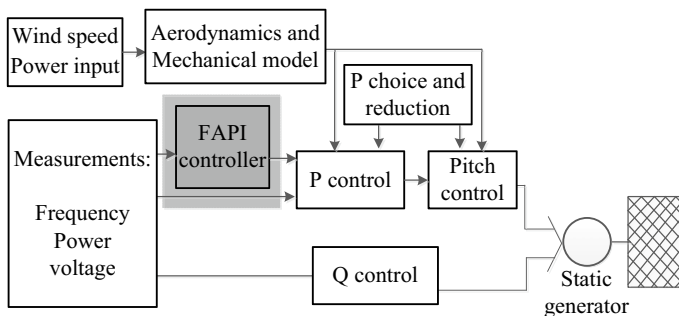 Wind speed
Power input
Aerodynamics and
Mechanical model
P choice and
reduction
FAPI
controller
Measurements:
Frequency
Power
voltage
P control
Pitch
control
Q control
Static
generator